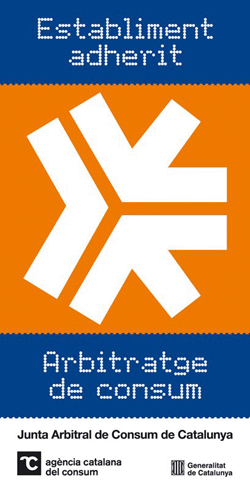 Establiment
adherit
Arbitratge
de consum
Junta Arbitral de Consum de Catalunya
agència catalana
del consum
Generalitat
de Catalunya